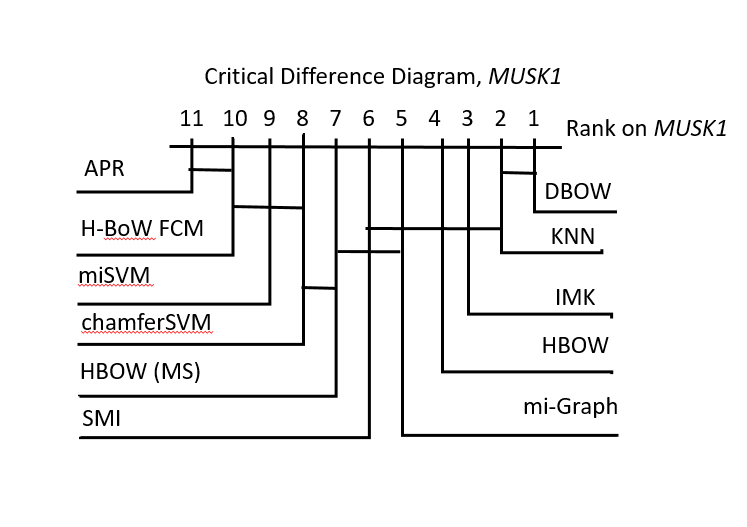 Critical Difference Diagram, MUSK1
11 10 9 8 7 6 5 4 3 2 1
Rank on MUSK1
APR
DBOW
H-BoW FCM
KNN
miSVM
IMK
chamferSVM
HBOW
HBOW (MS)
mi-Graph
SMI